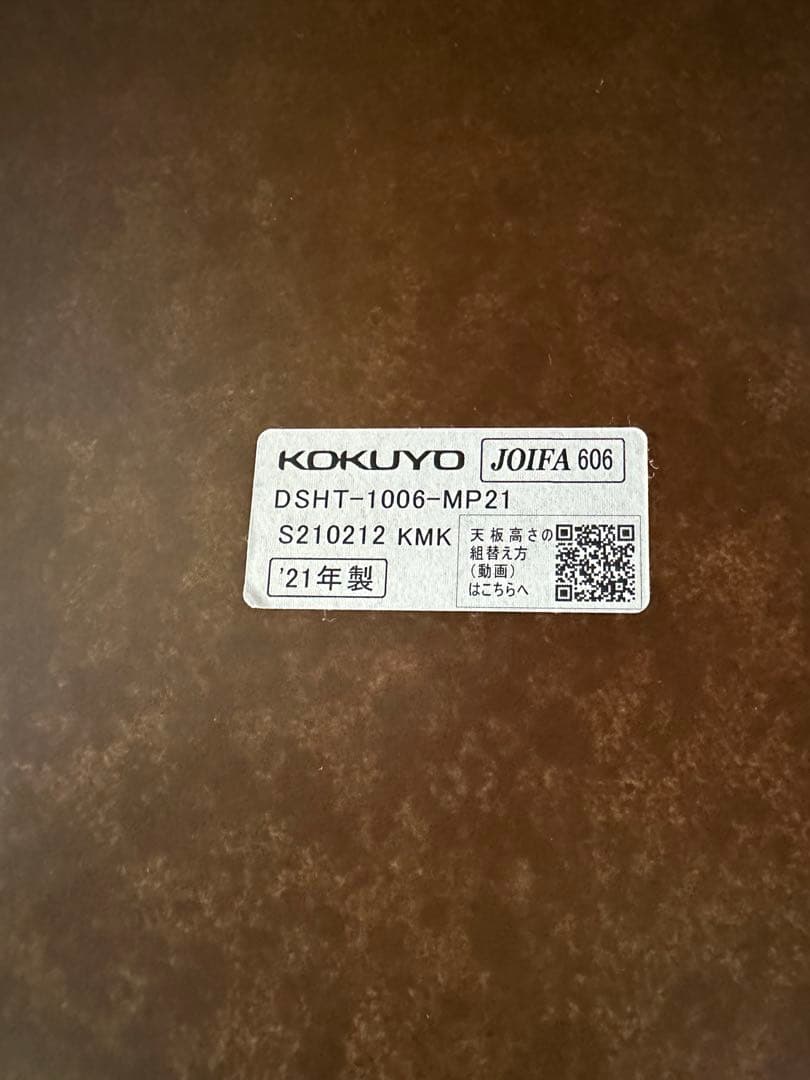 KOKUYO JOIFA 606
DSHT-1006-MP21
S210212 KMK
'21年製
天板高さの
組替え方
(動画)
はこちらへ